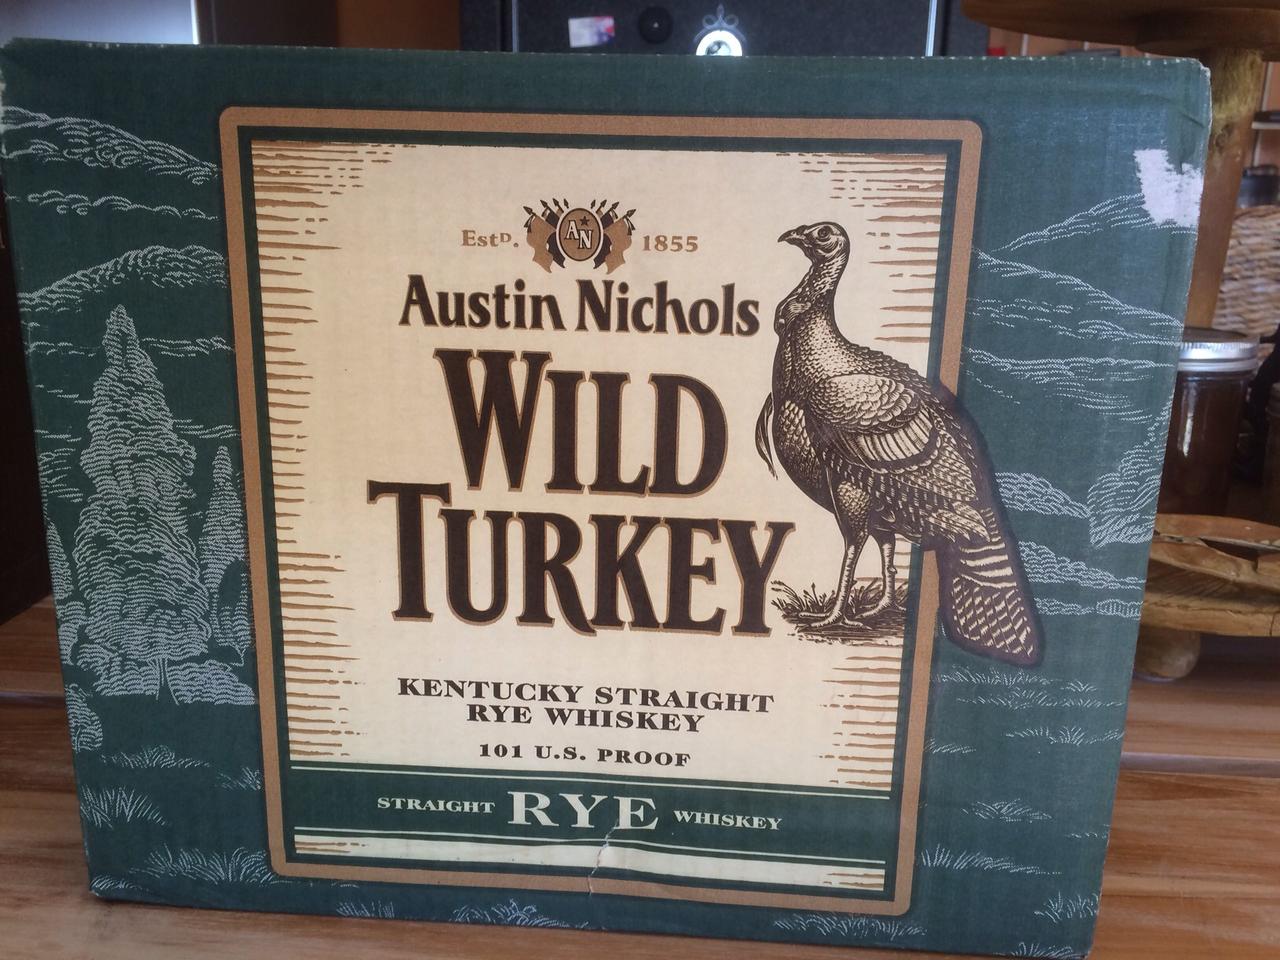 Estᴰ. AN 1855
Austin Nichols
WILD
TURKEY
KENTUCKY STRAIGHT
RYE WHISKEY
101 U.S. PROOF
STRAIGHT RYE WHISKEY